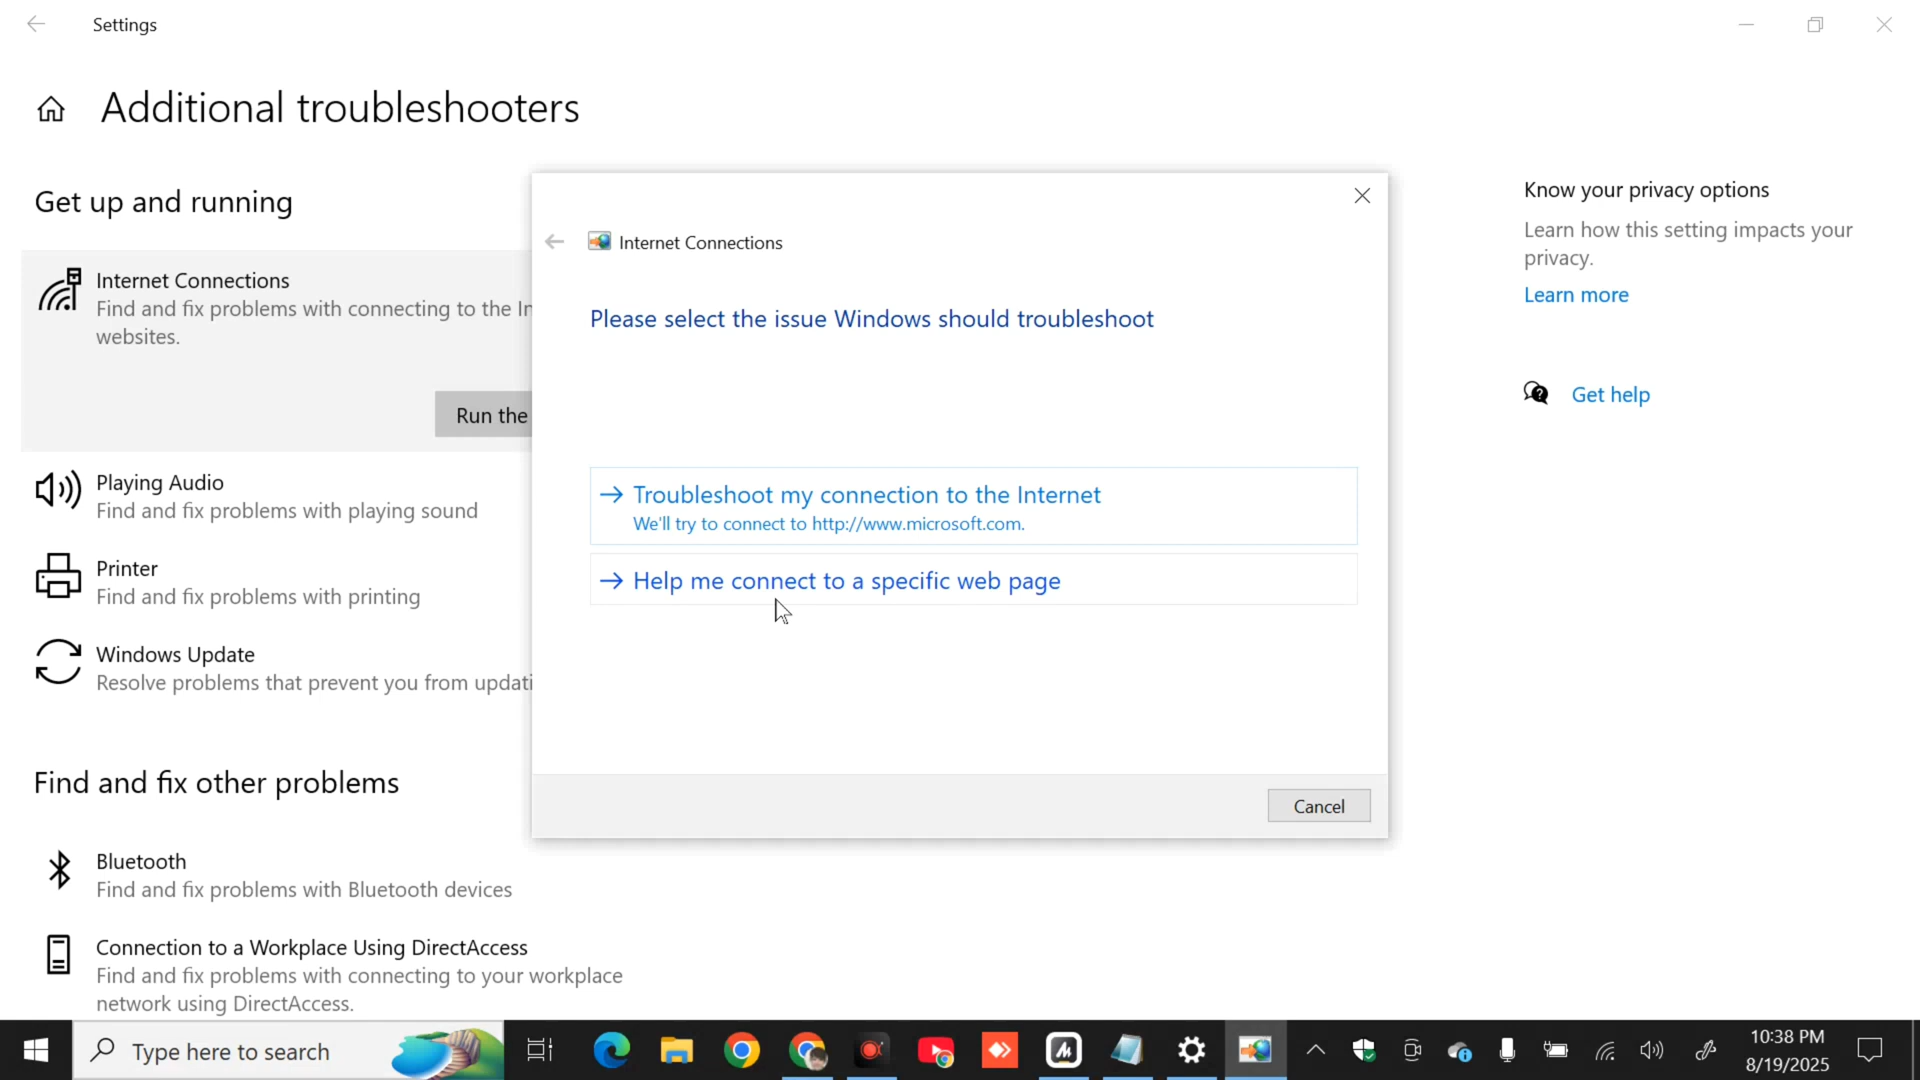 Settings
Additional troubleshooters
Get up and running
Internet Connections
Find and fix problems with connecting to the
websites.
Run the
Playing Audio
Find and fix problems with playing sound
Printer
Find and fix problems with printing
Windows Update
Resolve problems that prevent you from
Find and fix other problems
Bluetooth
Find and fix problems with Bluetooth devices
Connection to a Workplace Using DirectAccess
Find and fix problems with connecting to your workplace
network using DirectAccess.
Internet Connections
Please select the issue Windows should troubleshoot
Troubleshoot my connection to the Internet
We'll try to connect to http://www.microsoft.com.
Help me connect to a specific web page
Cancel
Know your privacy options
Learn how this setting impacts your
privacy.
Learn more
Get help
Type here to search
10:38 PM
8/19/2025